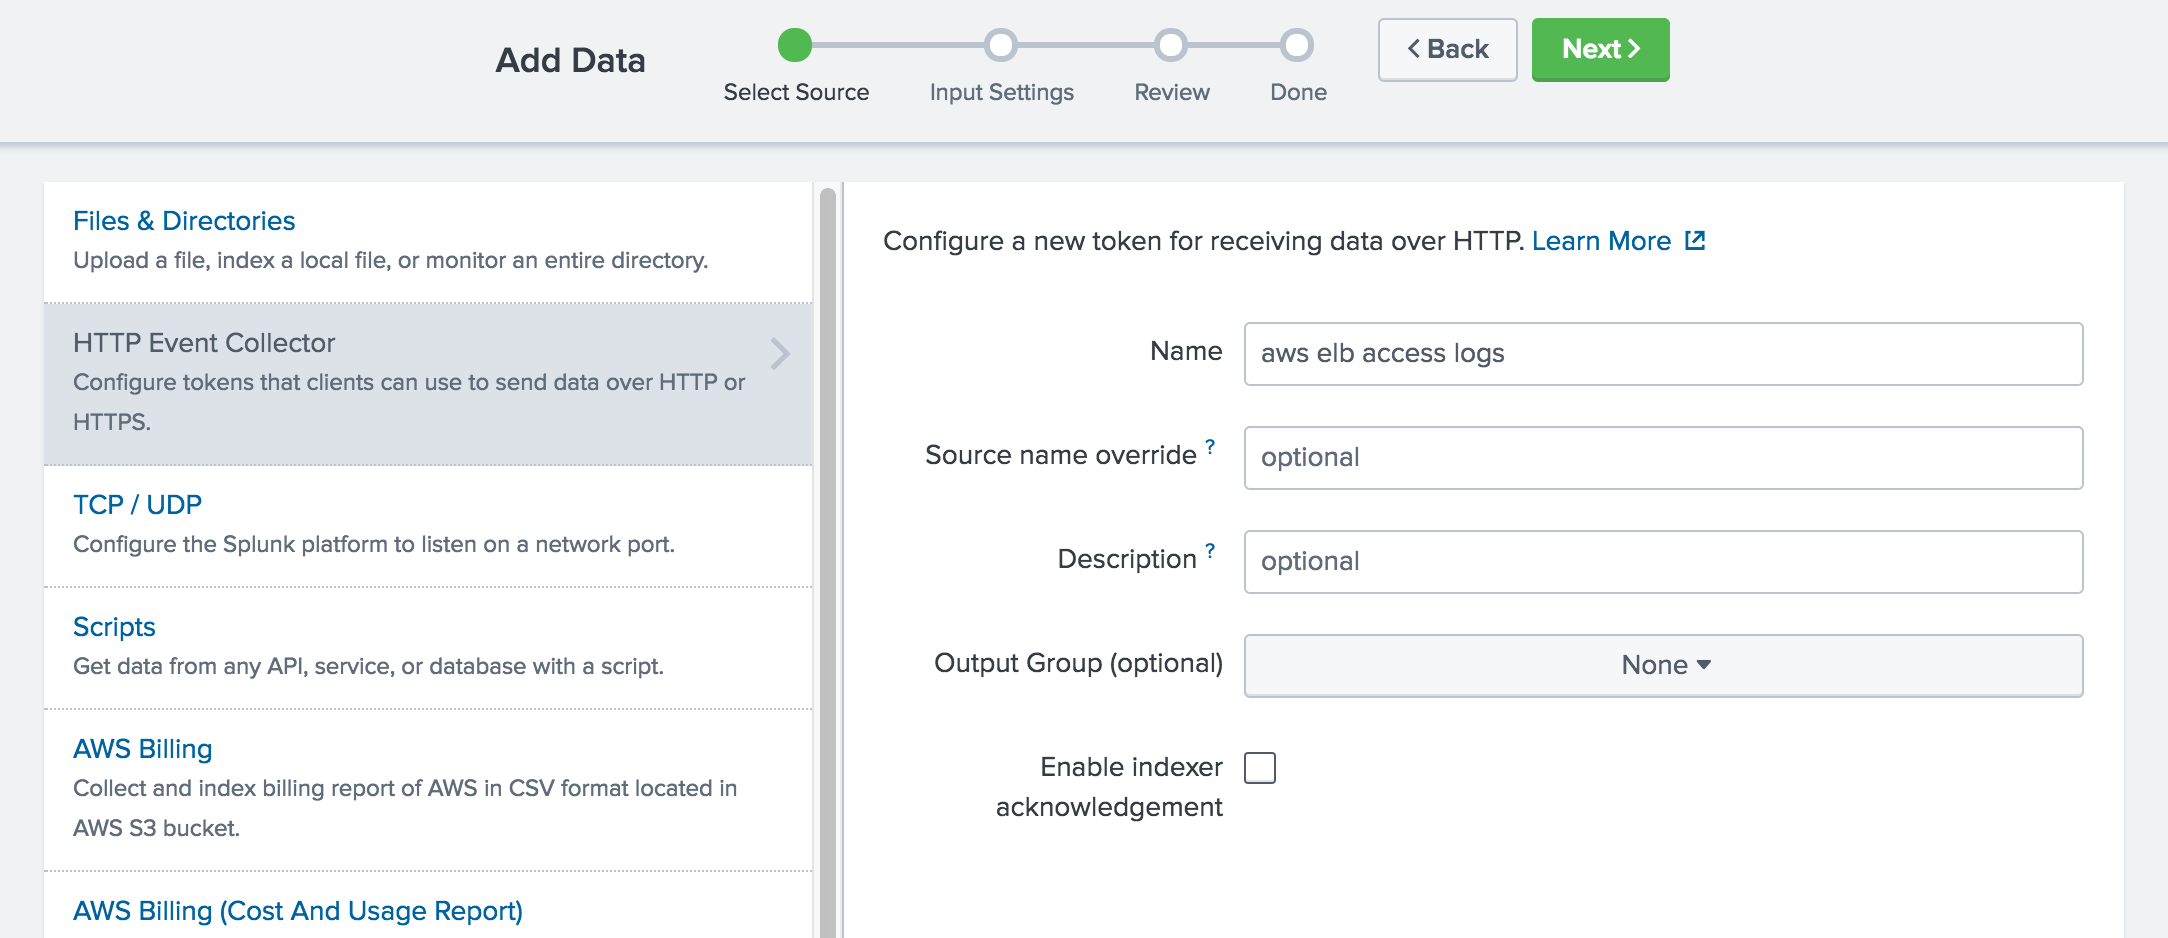 Add Data
Select Source
Input Settings
Review
Done
Back
Next
Files & Directories
Upload a file, index a local file, or monitor an entire directory.
HTTP Event Collector
Configure tokens that clients can use to send data over HTTP or
HTTPS.
TCP / UDP
Configure the Splunk platform to listen on a network port.
Scripts
Get data from any API, service, or database with a script.
AWS Billing
Collect and index billing report of AWS in CSV format located in
AWS S3 bucket.
AWS Billing (Cost And Usage Report)
Configure a new token for receiving data over HTTP. Learn More
Name
aws elb access logs
Source name override ?
optional
Description ?
optional
Output Group (optional)
None
Enable indexer
acknowledgement